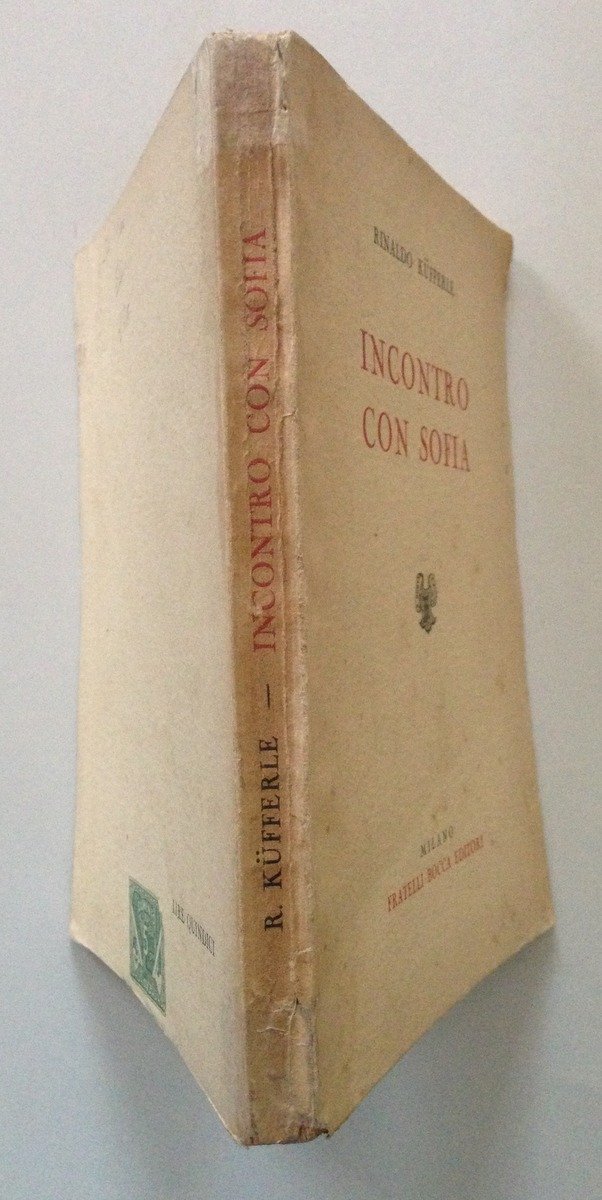 RINALDO KÜFFERLE
INCONTRO
CON SOFIA
MILANO
FRATELLI BOCCA EDITORI
R. KÜFFERLE — INCONTRO CON SOFIA
LIRE QUINDICI